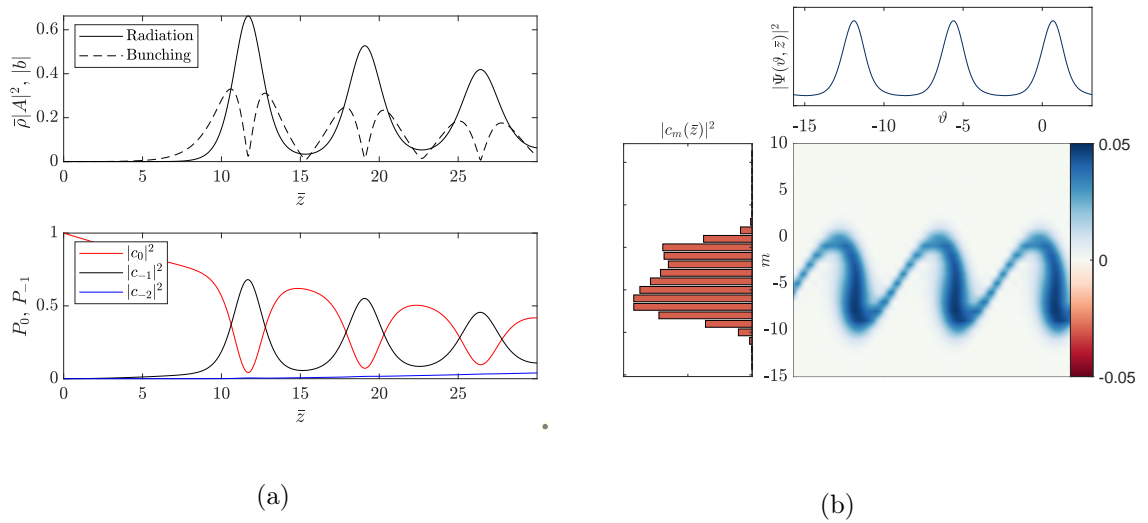 0.6
0.4
0.2
0
ρ̄|A|², |b|
Radiation
Bunching
0 5 10 15 20 25
z̄
1
0.5
0
P₀, P₋₁
|c₀|²
|c₋₁|²
|c₋₂|²
0 5 10 15 20 25
z̄
(a)
|Ψ(ϑ, z̄)|²
-15 -10 -5 0
ϑ
|cₘ(z̄)|²
10
5
0
-5
-10
-15
m
0.05
0
-0.05
(b)